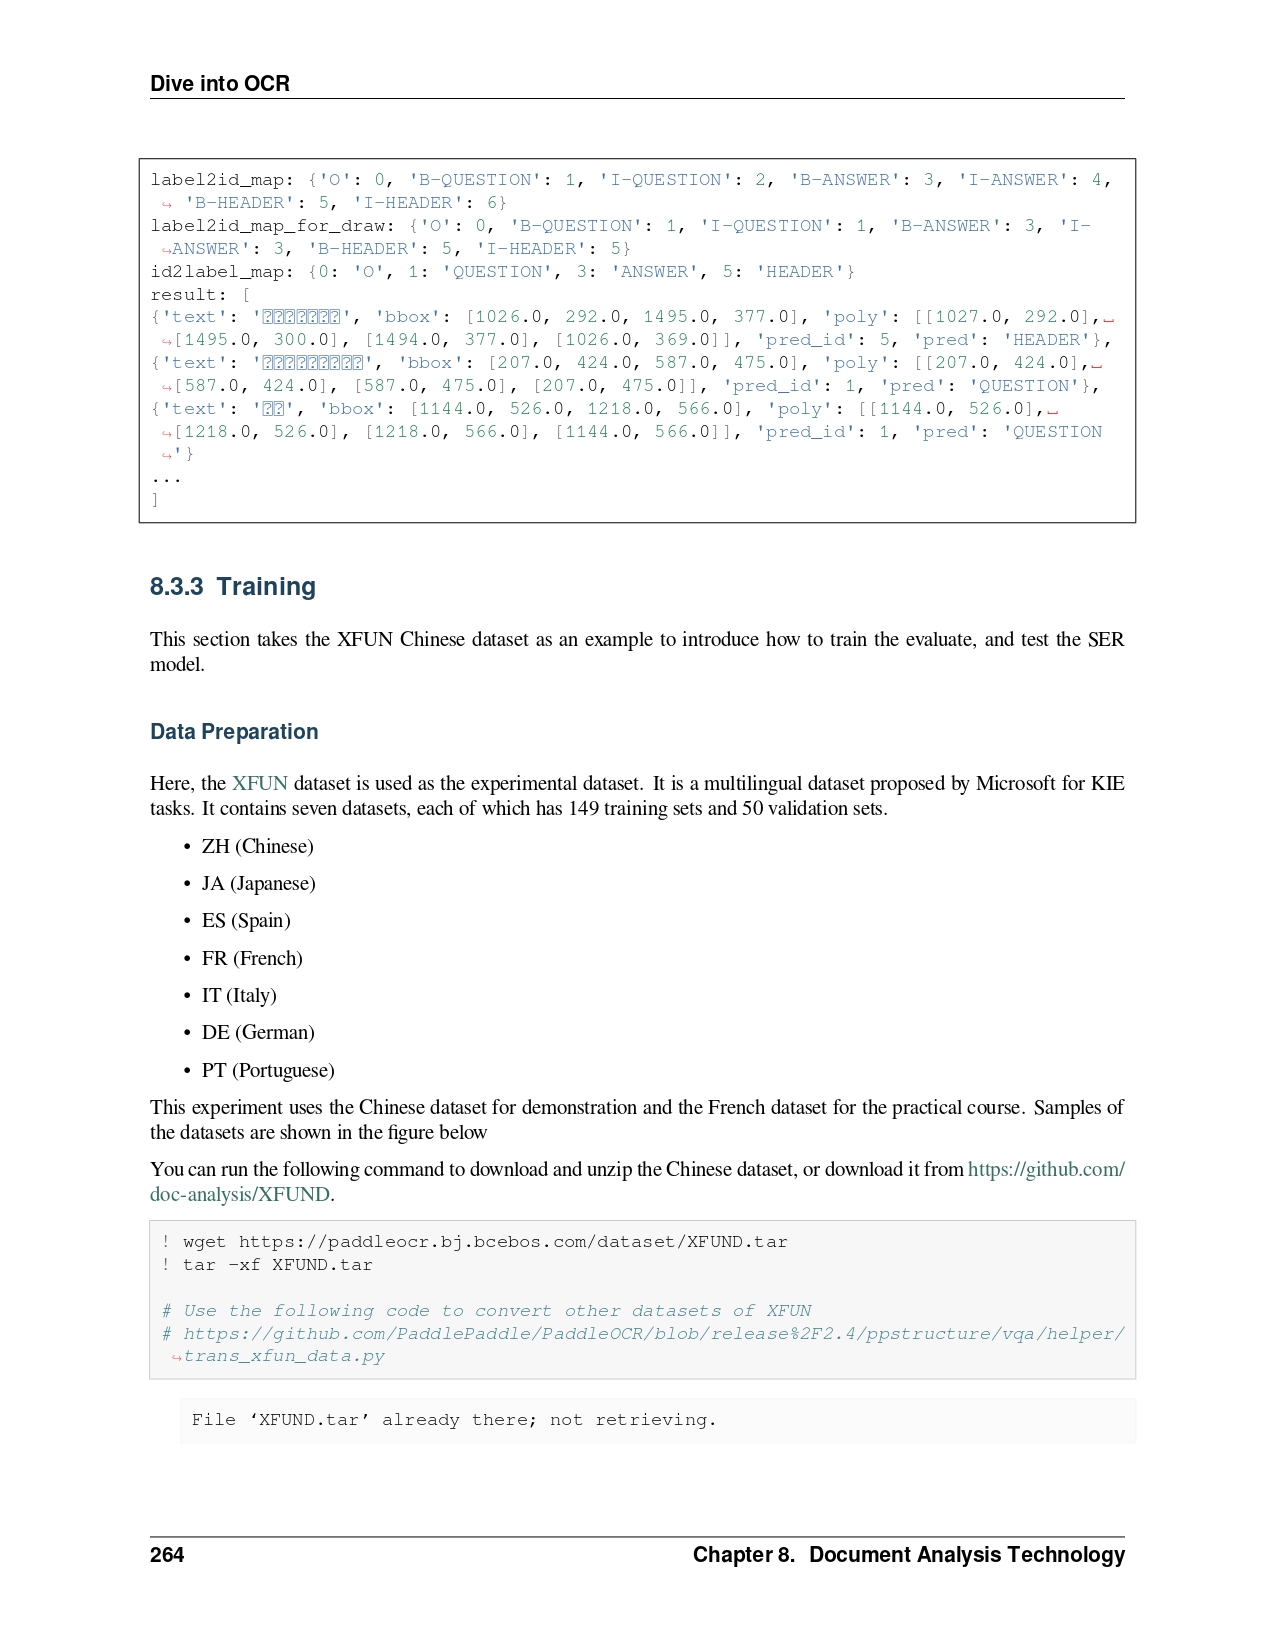 Dive into OCR
label2id_map: {'O': 0, 'B-QUESTION': 1, 'I-QUESTION': 2, 'B-ANSWER': 3, 'I-ANSWER': 4,
↪ 'B-HEADER': 5, 'I-HEADER': 6}
label2id_map_for_draw: {'O': 0, 'B-QUESTION': 1, 'I-QUESTION': 1, 'B-ANSWER': 3, 'I-
↪ANSWER': 3, 'B-HEADER': 5, 'I-HEADER': 5}
id2label_map: {0: 'O', 1: 'QUESTION', 3: 'ANSWER', 5: 'HEADER'}
result: [
{'text': '⍰⍰⍰⍰⍰⍰⍰', 'bbox': [1026.0, 292.0, 1495.0, 377.0], 'poly': [[1027.0, 292.0],␣
↪[1495.0, 300.0], [1494.0, 377.0], [1026.0, 369.0]], 'pred_id': 5, 'pred': 'HEADER'},
{'text': '⍰⍰⍰⍰⍰⍰⍰⍰⍰', 'bbox': [207.0, 424.0, 587.0, 475.0], 'poly': [[207.0, 424.0],␣
↪[587.0, 424.0], [587.0, 475.0], [207.0, 475.0]], 'pred_id': 1, 'pred': 'QUESTION'},
{'text': '⍰⍰', 'bbox': [1144.0, 526.0, 1218.0, 566.0], 'poly': [[1144.0, 526.0],␣
↪[1218.0, 526.0], [1218.0, 566.0], [1144.0, 566.0]], 'pred_id': 1, 'pred': 'QUESTION
↪'}
...
]
8.3.3 Training
This section takes the XFUN Chinese dataset as an example to introduce how to train the evaluate, and test the SER
model.
Data Preparation
Here, the XFUN dataset is used as the experimental dataset. It is a multilingual dataset proposed by Microsoft for KIE
tasks. It contains seven datasets, each of which has 149 training sets and 50 validation sets.
• ZH (Chinese)
• JA (Japanese)
• ES (Spain)
• FR (French)
• IT (Italy)
• DE (German)
• PT (Portuguese)
This experiment uses the Chinese dataset for demonstration and the French dataset for the practical course. Samples of
the datasets are shown in the figure below
You can run the following command to download and unzip the Chinese dataset, or download it from https://github.com/
doc-analysis/XFUND.
! wget https://paddleocr.bj.bcebos.com/dataset/XFUND.tar
! tar -xf XFUND.tar
# Use the following code to convert other datasets of XFUN
# https://github.com/PaddlePaddle/PaddleOCR/blob/release%2F2.4/ppstructure/vqa/helper/
↪trans_xfun_data.py
File ‘XFUND.tar’ already there; not retrieving.
264
Chapter 8. Document Analysis Technology